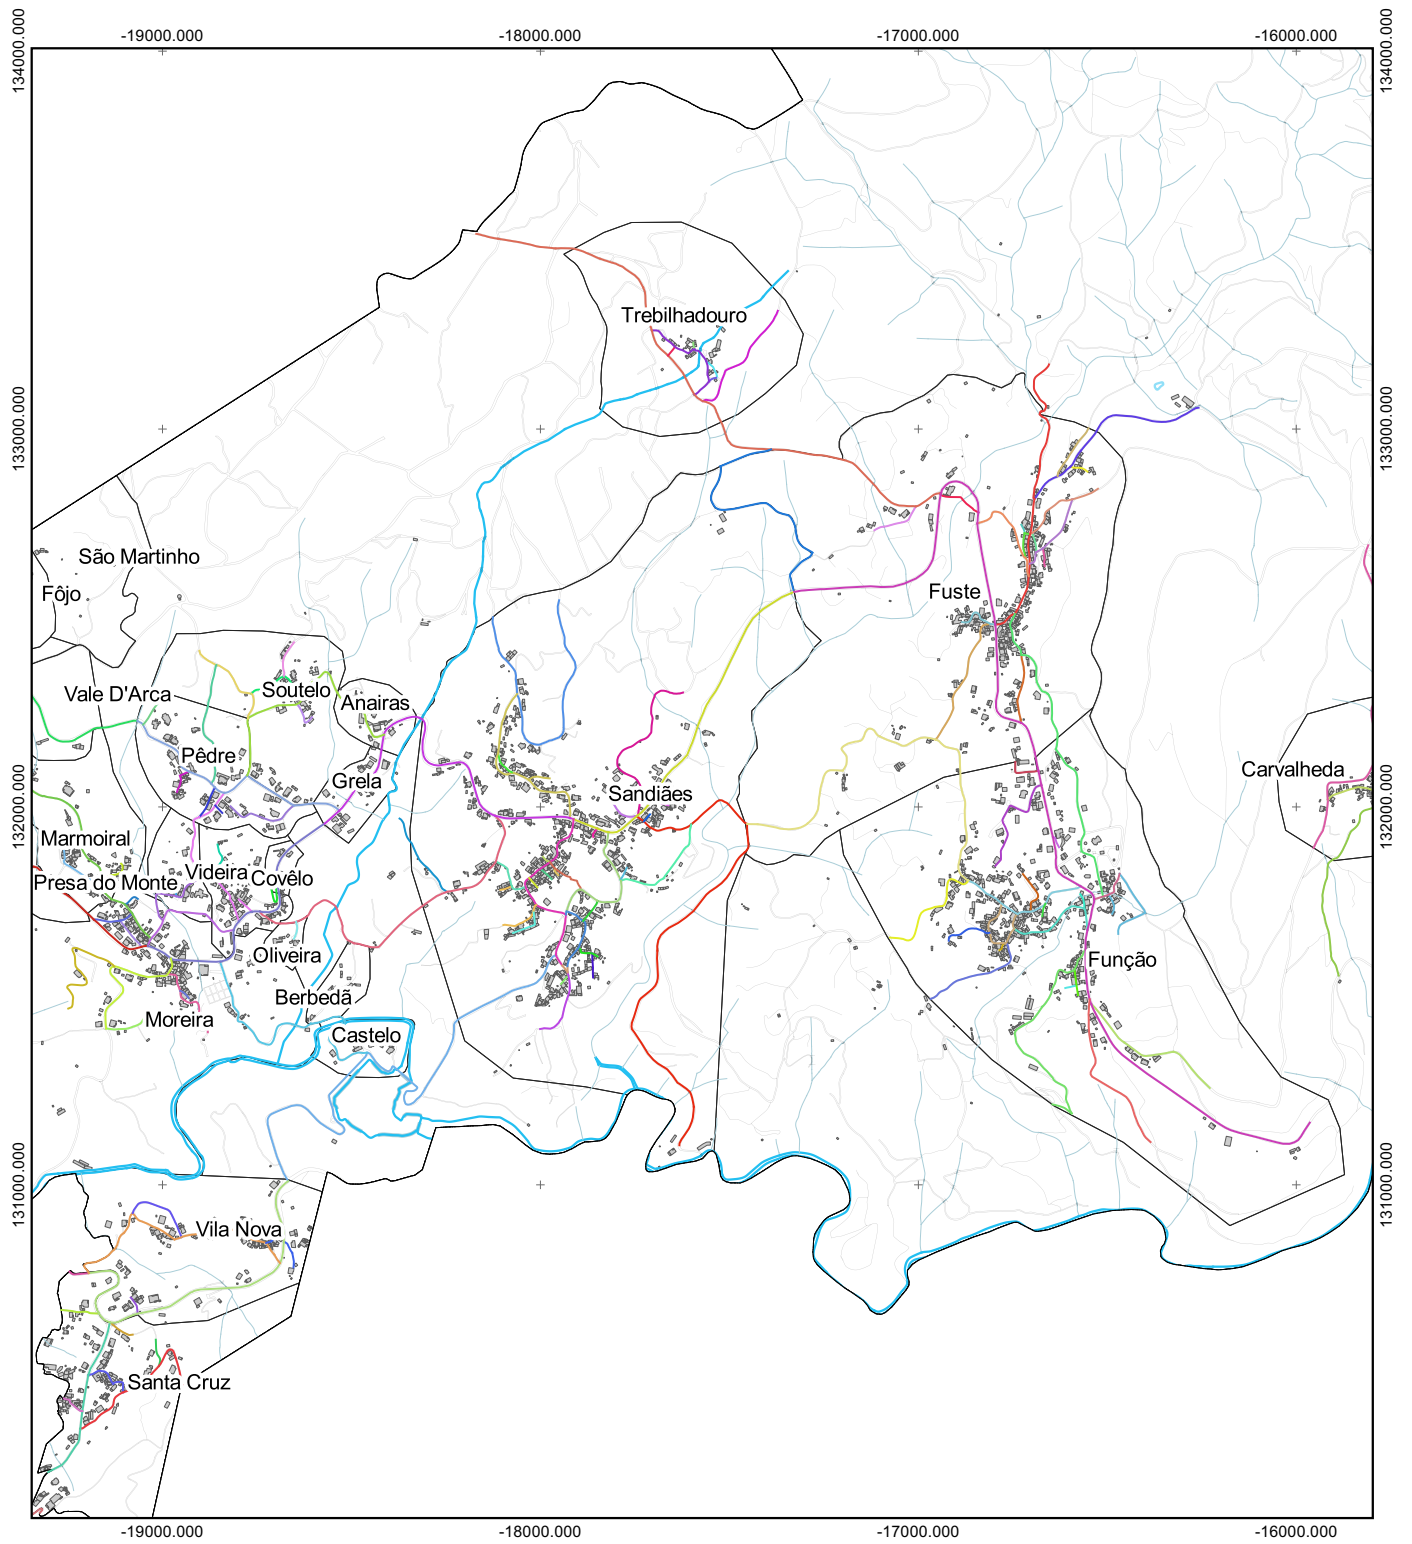 -19000.000
-18000.000
-17000.000
-16000.000
134000.000
134000.000
Trebilhadouro
133000.000
133000.000
São Martinho
Fôjo
Fuste
Vale D'Arca
Soutelo
Anairas
Pêdre
Grela
Sandiães
Carvalheda
132000.000
132000.000
Marmoiral
Presa do Monte
Videira
Covêlo
Oliveira
Função
Berbedã
Moreira
Castelo
131000.000
131000.000
Vila Nova
Santa Cruz
-19000.000
-18000.000
-17000.000
-16000.000